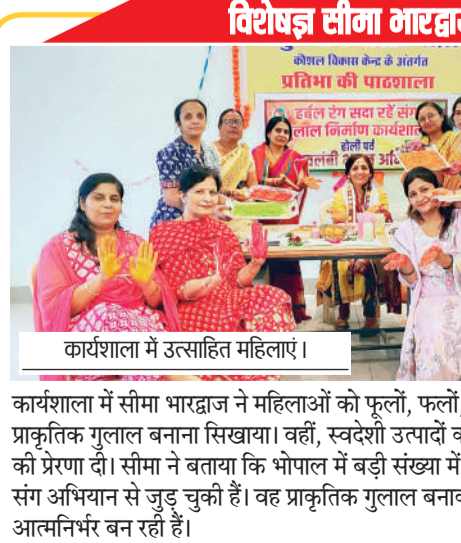 विशेषज्ञ सीमा भारद्वाज
कौशल विकास केन्द्र के अंतर्गत
प्रतिभा की पाठशाला
हर्बल रंग सदा रहें संग
होली पर्व
कार्यशाला में उत्साहित महिलाएं।
कार्यशाला में सीमा भारद्वाज ने महिलाओं को फूलों, फलों,
प्राकृतिक गुलाल बनाना सिखाया। वहीं, स्वदेशी उत्पादों
की प्रेरणा दी। सीमा ने बताया कि भोपाल में बड़ी संख्या में
संग अभियान से जुड़ चुकी हैं। वह प्राकृतिक गुलाल
आत्मनिर्भर बन रही हैं।